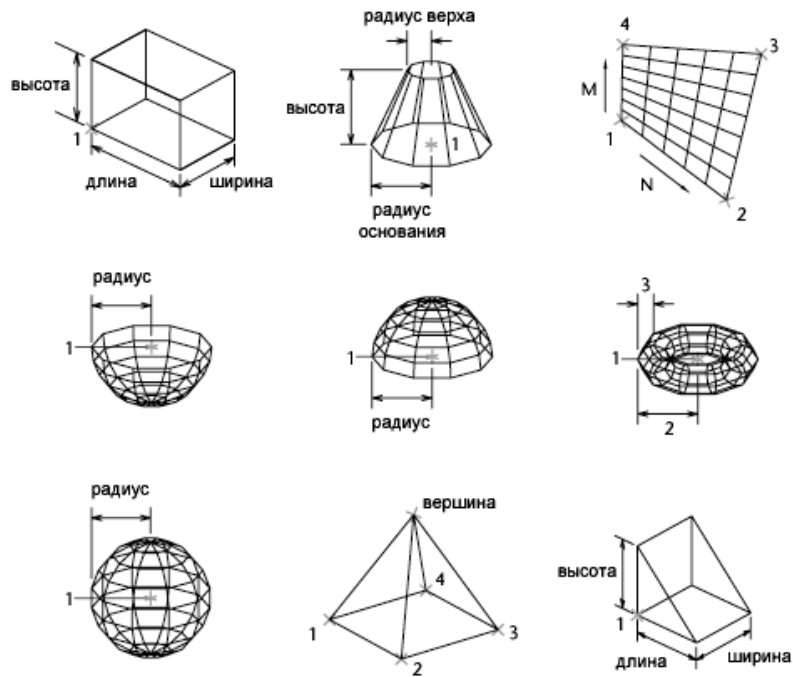 высота
1
длина
ширина
радиус верха
высота
1
радиус
основания
4
3
M
1
N
2
радиус
1
1
радиус
3
1
2
радиус
1
вершина
4
1
3
2
высота
1
длина
ширина